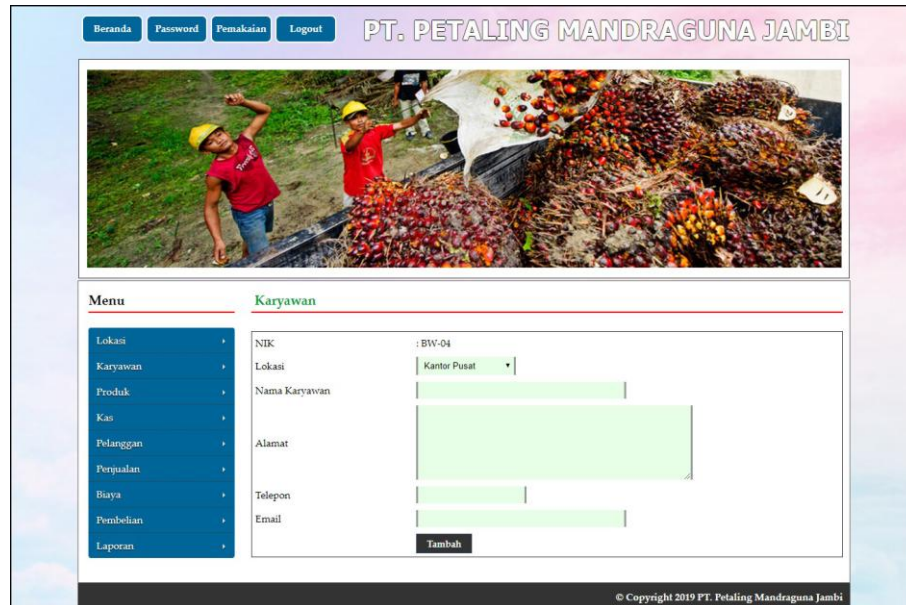 Beranda Password Pemakaian Logout PT. PETALING MANDRAGUNA JAMBI
Menu
Lokasi
Karyawan
Produk
Kas
Pelanggan
Penjualan
Biaya
Pembelian
Laporan
Karyawan
NIK : BW-04
Lokasi Kantor Pusat
Nama Karyawan
Alamat
Telepon
Email
Tambah
© Copyright 2019 PT. Petaling Mandraguna Jambi